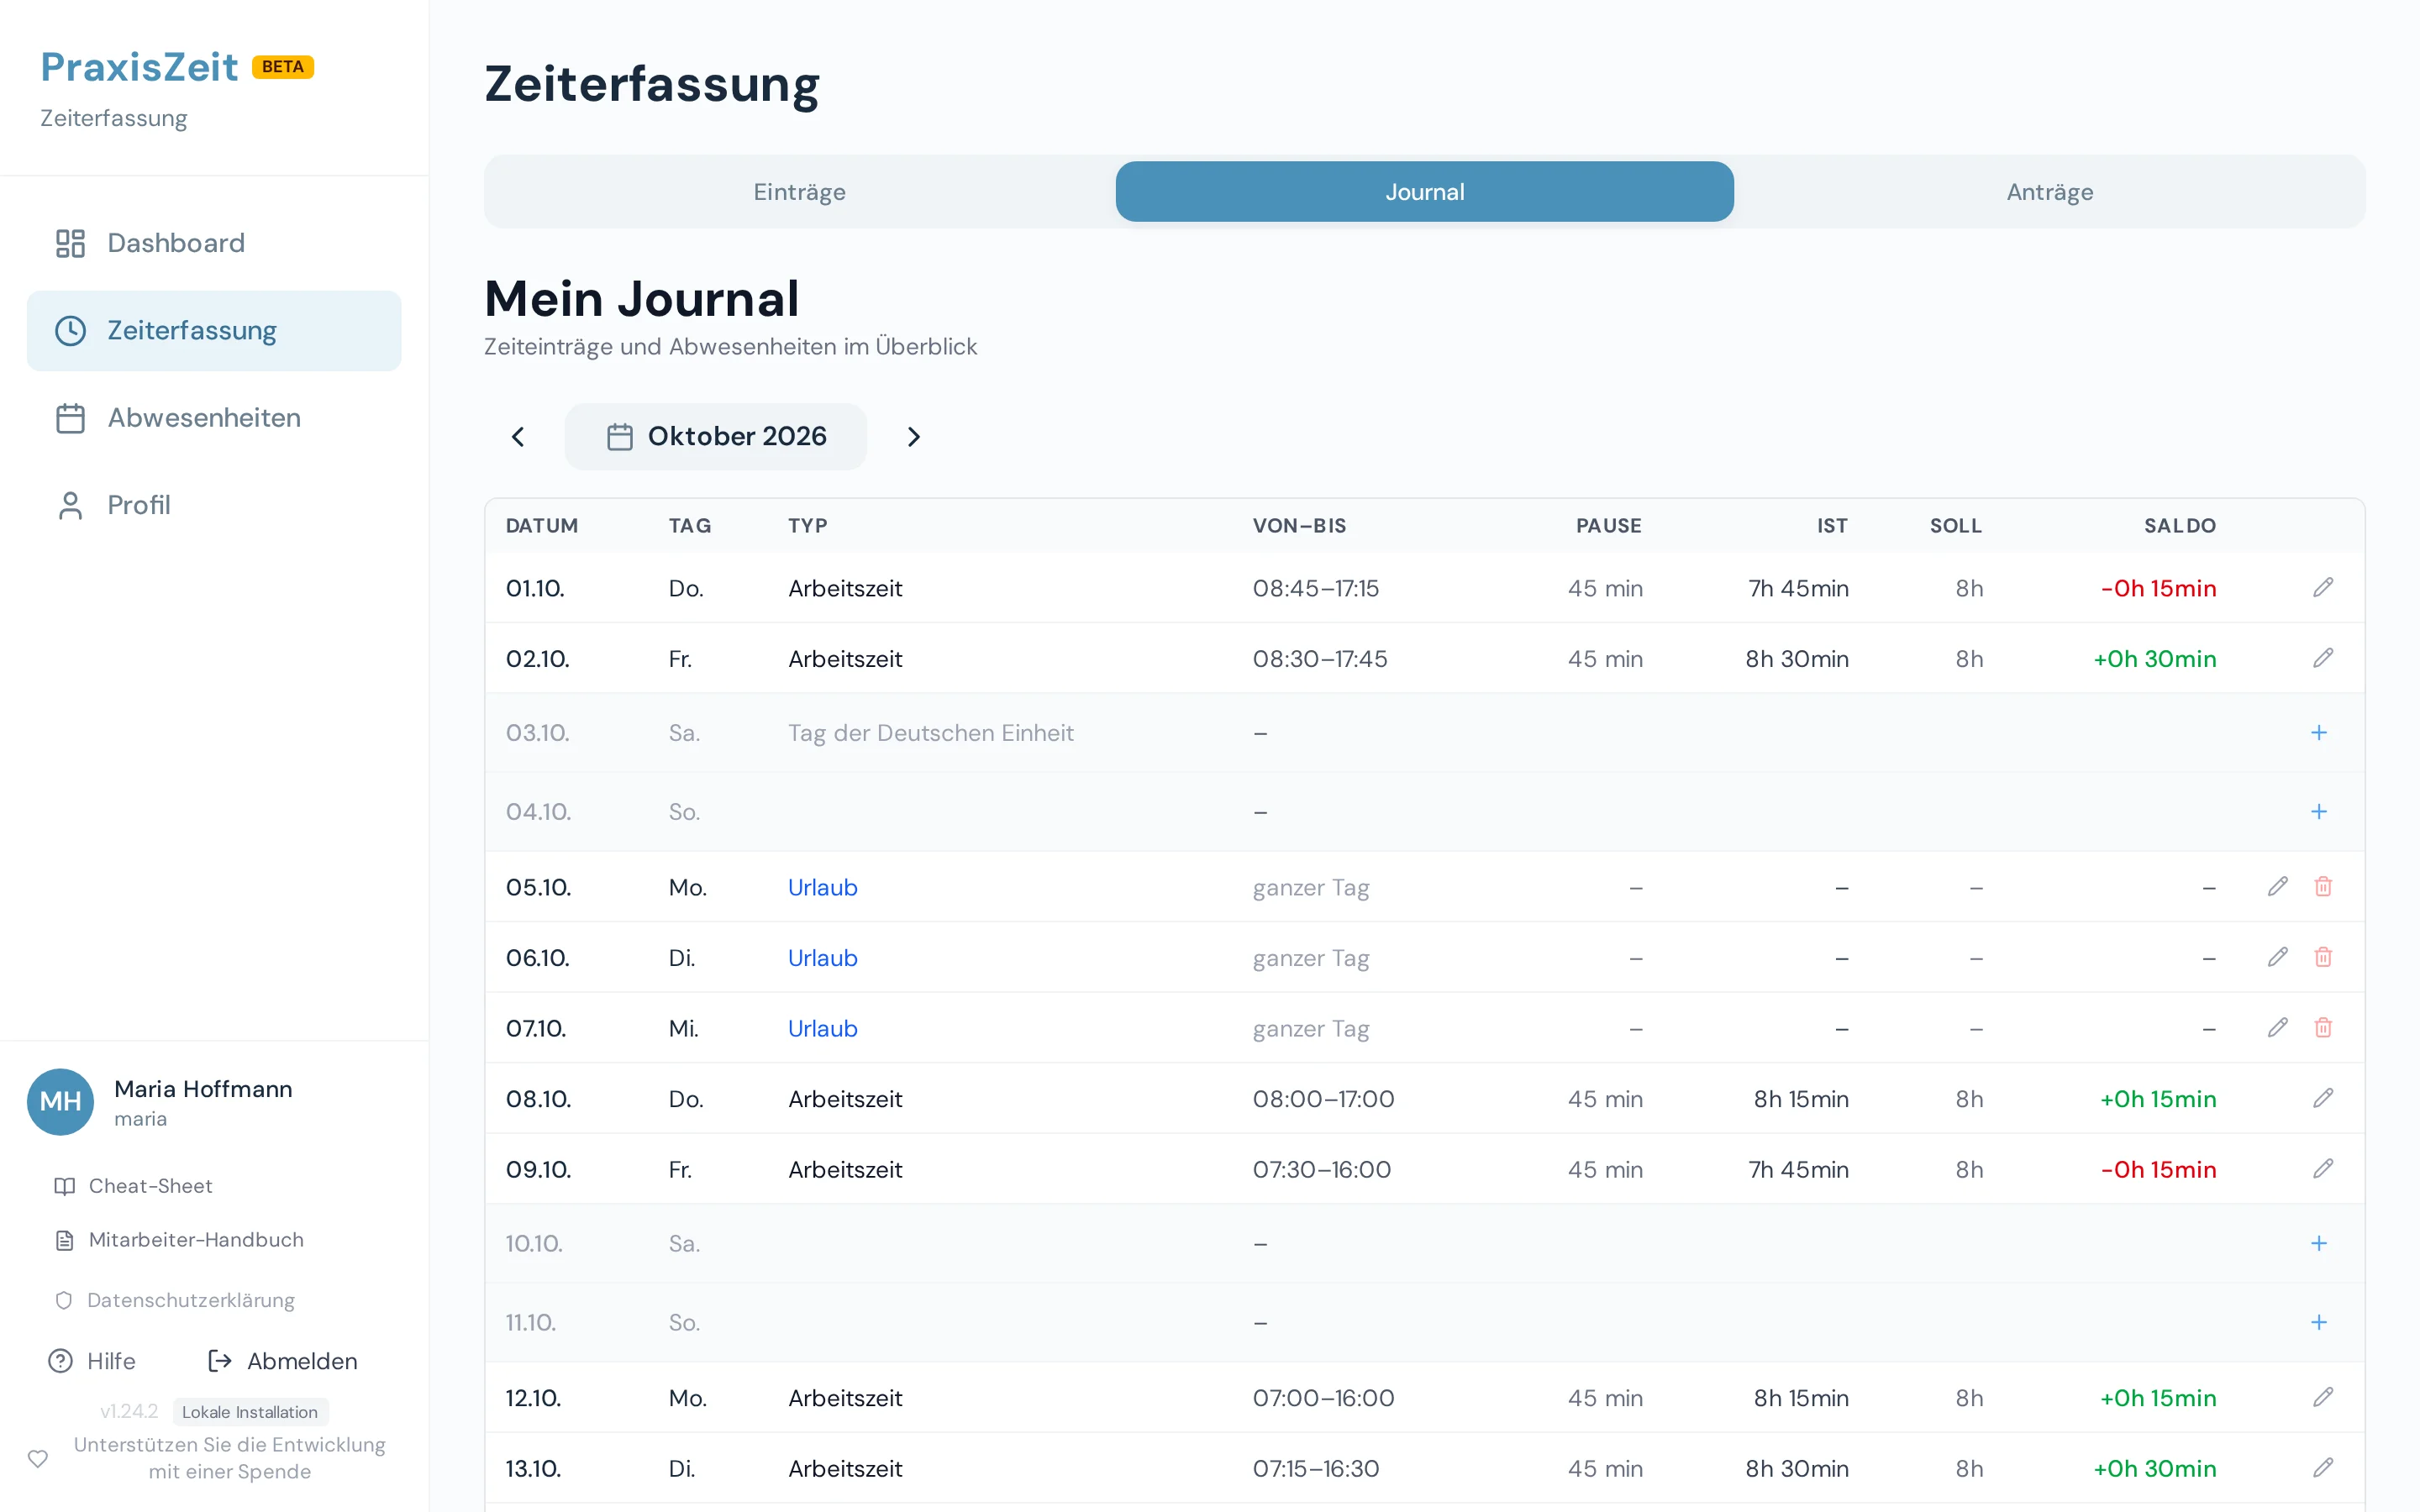 PraxisZeit BETA
Zeiterfassung
Dashboard
Zeiterfassung
Abwesenheiten
Profil
MH Maria Hoffmann
maria
Cheat-Sheet
Mitarbeiter-Handbuch
Datenschutzerklärung
Hilfe Abmelden
v1.24.2 Lokale Installation
Unterstützen Sie die Entwicklung
mit einer Spende
Zeiterfassung
Einträge Journal Anträge
Mein Journal
Zeiteinträge und Abwesenheiten im Überblick
Oktober 2026
DATUM TAG TYP VON–BIS PAUSE IST SOLL SALDO
01.10. Do. Arbeitszeit 08:45–17:15 45 min 7h 45min 8h -0h 15min
02.10. Fr. Arbeitszeit 08:30–17:45 45 min 8h 30min 8h +0h 30min
03.10. Sa. Tag der Deutschen Einheit –
04.10. So. –
05.10. Mo. Urlaub ganzer Tag – – – –
06.10. Di. Urlaub ganzer Tag – – – –
07.10. Mi. Urlaub ganzer Tag – – – –
08.10. Do. Arbeitszeit 08:00–17:00 45 min 8h 15min 8h +0h 15min
09.10. Fr. Arbeitszeit 07:30–16:00 45 min 7h 45min 8h -0h 15min
10.10. Sa. –
11.10. So. –
12.10. Mo. Arbeitszeit 07:00–16:00 45 min 8h 15min 8h +0h 15min
13.10. Di. Arbeitszeit 07:15–16:30 45 min 8h 30min 8h +0h 30min